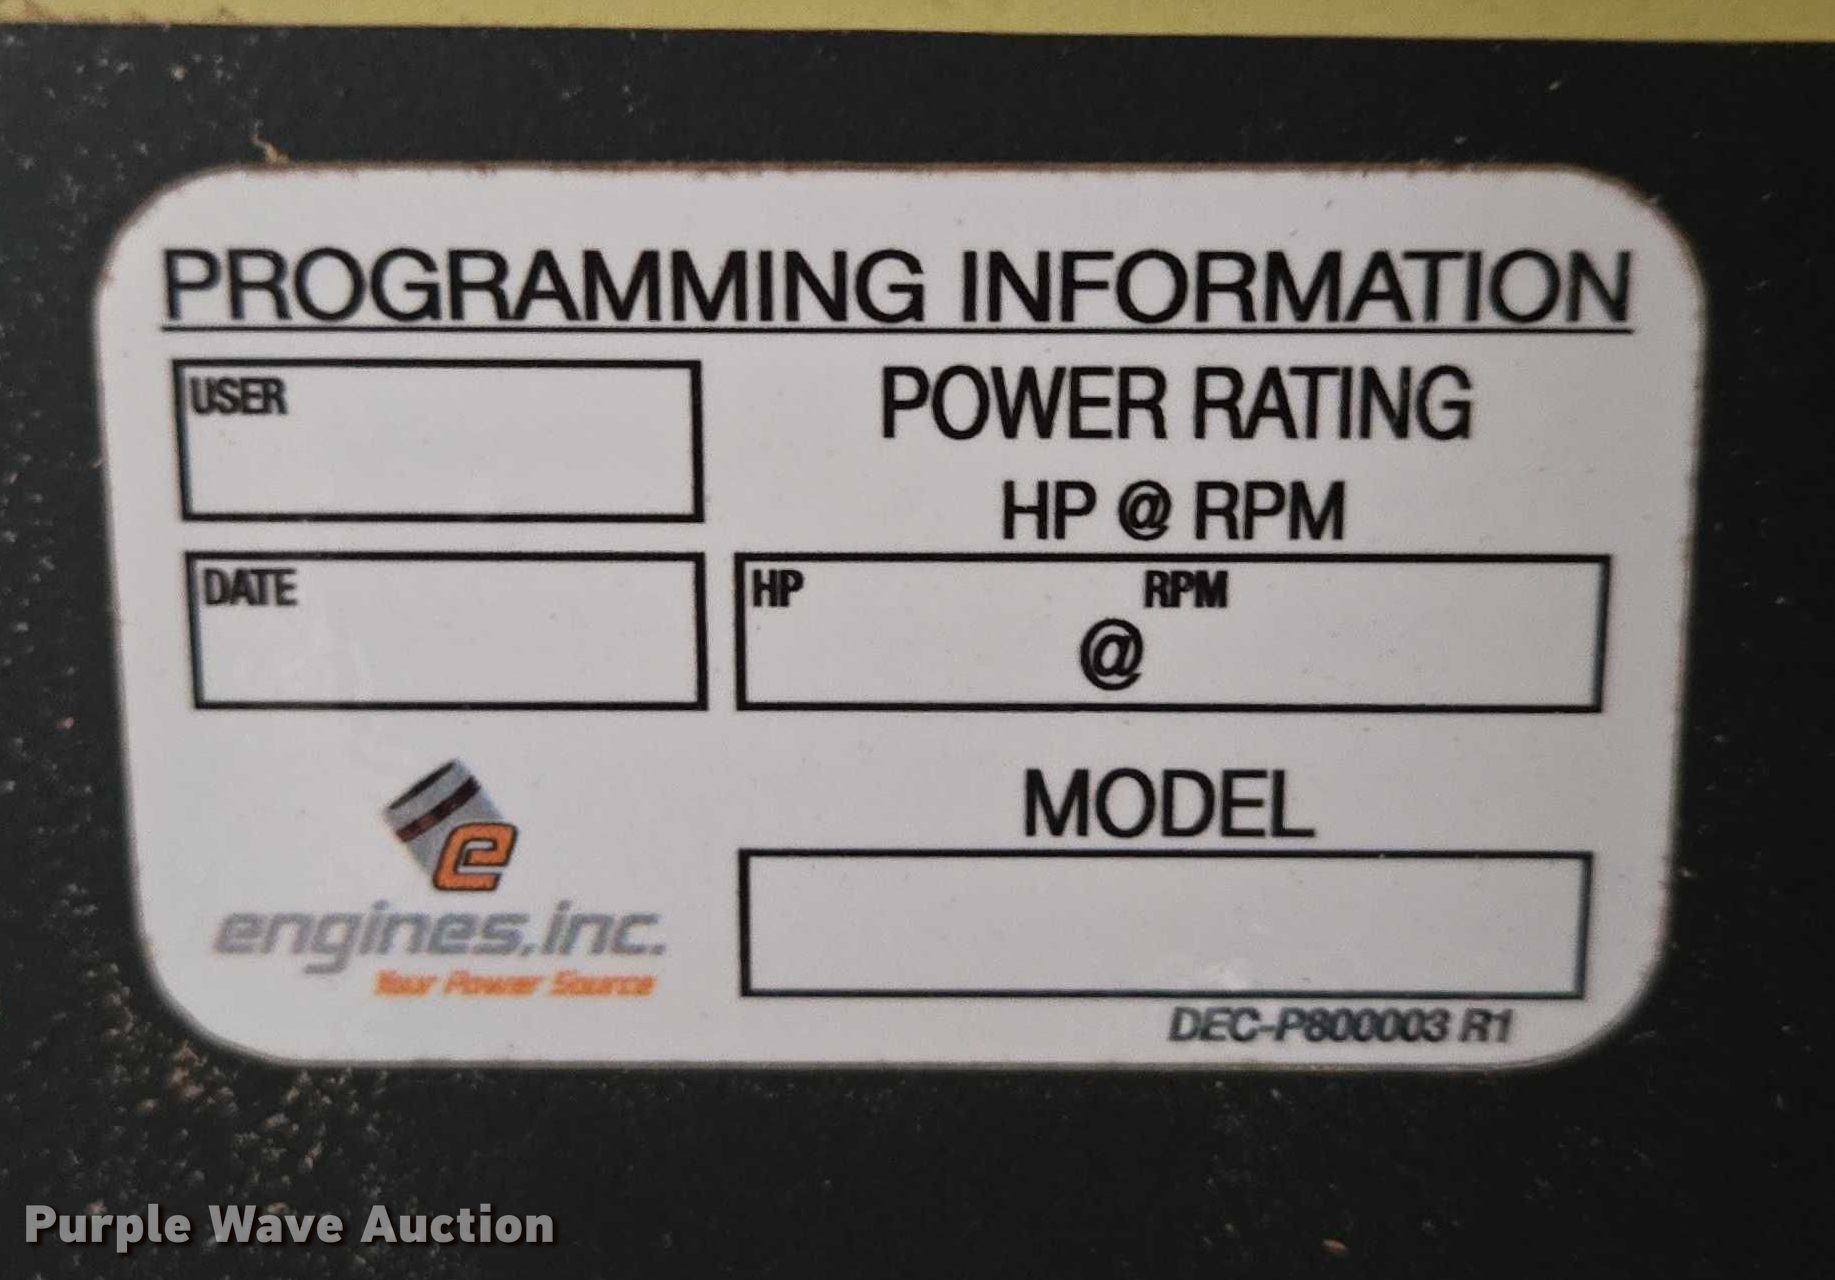 PROGRAMMING INFORMATION
USER
POWER RATING
HP @ RPM
DATE
HP
RPM
@
MODEL
e
engines, inc.
Your Power Source
DEC-P800003 R1
Purple Wave Auction